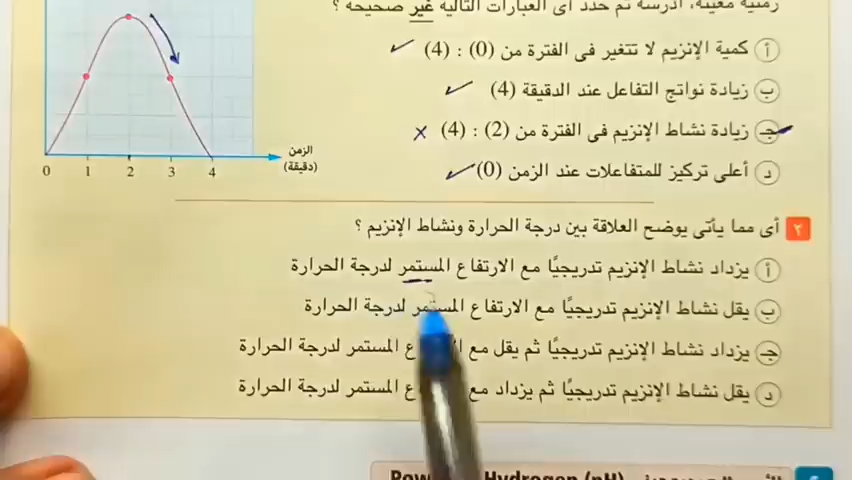 زمنية معينة، ادرسه ثم حدد أى العبارات التالية غير صحيحة ؟
أ كمية الإنزيم لا تتغير فى الفترة من (0) : (4)
ب زيادة نواتج التفاعل عند الدقيقة (4)
جـ زيادة نشاط الإنزيم فى الفترة من (2) : (4)
د أعلى تركيز للمتفاعلات عند الزمن (0)
الزمن
(دقيقة)
0 1 2 3 4
٢ أى مما يأتى يوضح العلاقة بين درجة الحرارة ونشاط الإنزيم ؟
أ يزداد نشاط الإنزيم تدريجيًا مع الارتفاع المستمر لدرجة الحرارة
ب يقل نشاط الإنزيم تدريجيًا مع الارتفاع المستمر لدرجة الحرارة
جـ يزداد نشاط الإنزيم تدريجيًا ثم يقل مع المستمر لدرجة الحرارة
د يقل نشاط الإنزيم تدريجيًا ثم يزداد مع المستمر لدرجة الحرارة
Hydrogen (pH)